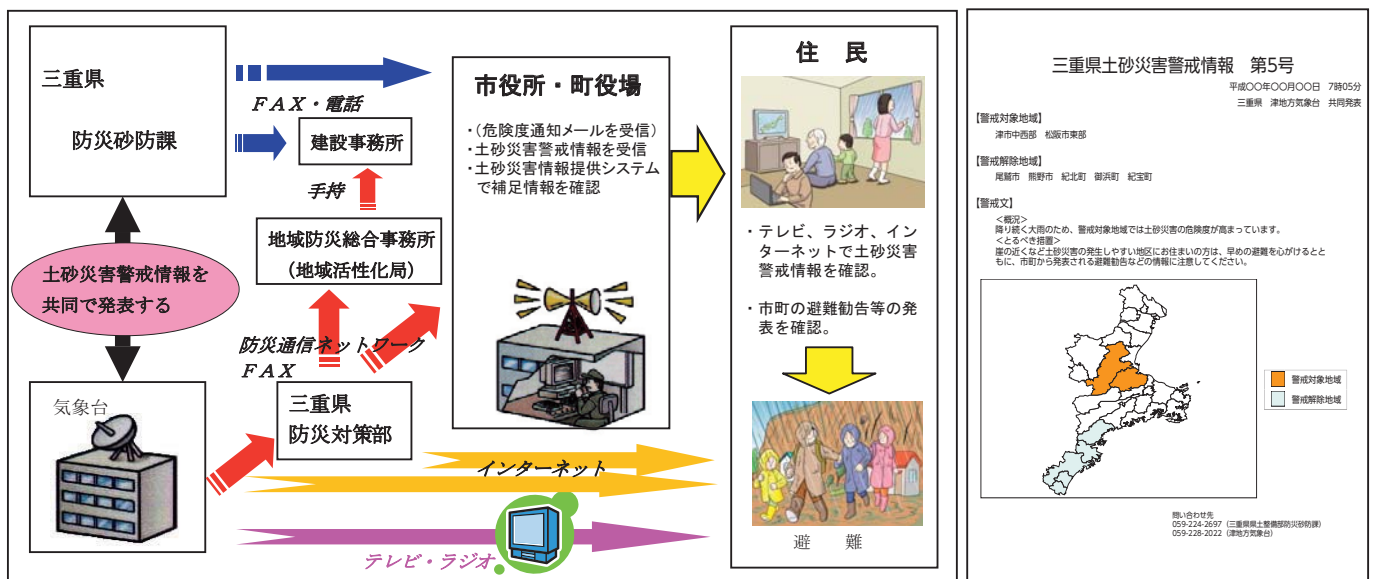 三重県
防災砂防課
土砂災害警戒情報を
共同で発表する
気象台
FAX・電話
建設事務所
手持
地域防災総合事務所
(地域活性化局)
防災通信ネットワーク
FAX
三重県
防災対策部
市役所・町役場
・(危険度通知メールを受信)
・土砂災害警戒情報を受信
・土砂災害情報提供システム
で補足情報を確認
インターネット
テレビ・ラジオ
住 民
・テレビ、ラジオ、イン
ターネットで土砂災害
警戒情報を確認。
・市町の避難勧告等の発
表を確認。
避 難
三重県土砂災害警戒情報 第5号
平成〇〇年〇〇月〇〇日 7時05分
三重県 津地方気象台 共同発表
【警戒対象地域】
津市中西部 松阪市東部
【警戒解除地域】
尾鷲市 熊野市 紀北町 御浜町 紀宝町
【警戒文】
<概況>
降り続く大雨のため、警戒対象地域では土砂災害の危険度が高まっています。
<とるべき措置>
崖の近くなど土砂災害の発生しやすい地区にお住まいの方は、早めの避難を心がけるとと
もに、市町から発表される避難勧告などの情報に注意してください。
警戒対象地域
警戒解除地域
問い合わせ先
059-224-2697 (三重県県土整備部防災砂防課)
059-228-2022 (津地方気象台)